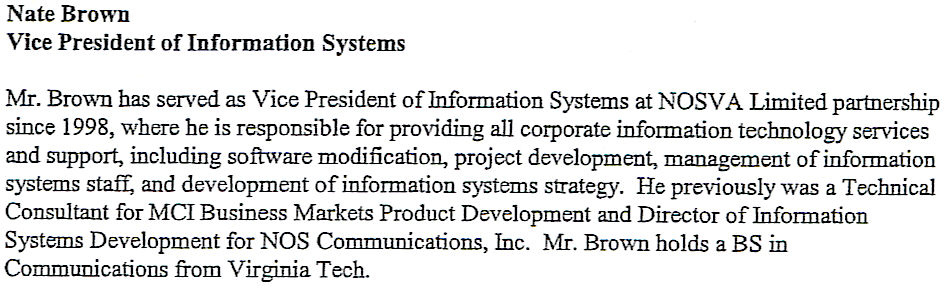 Nate Brown
Vice President of Information Systems
Mr. Brown has served as Vice President of Information Systems at NOSVA Limited partnership
since 1998, where he is responsible for providing all corporate information technology services
and support, including software modification, project development, management of information
systems staff, and development of information systems strategy.  He previously was a Technical
Consultant for MCI Business Markets Product Development and Director of Information
Systems Development for NOS Communications, Inc.  Mr. Brown holds a BS in
Communications from Virginia Tech.